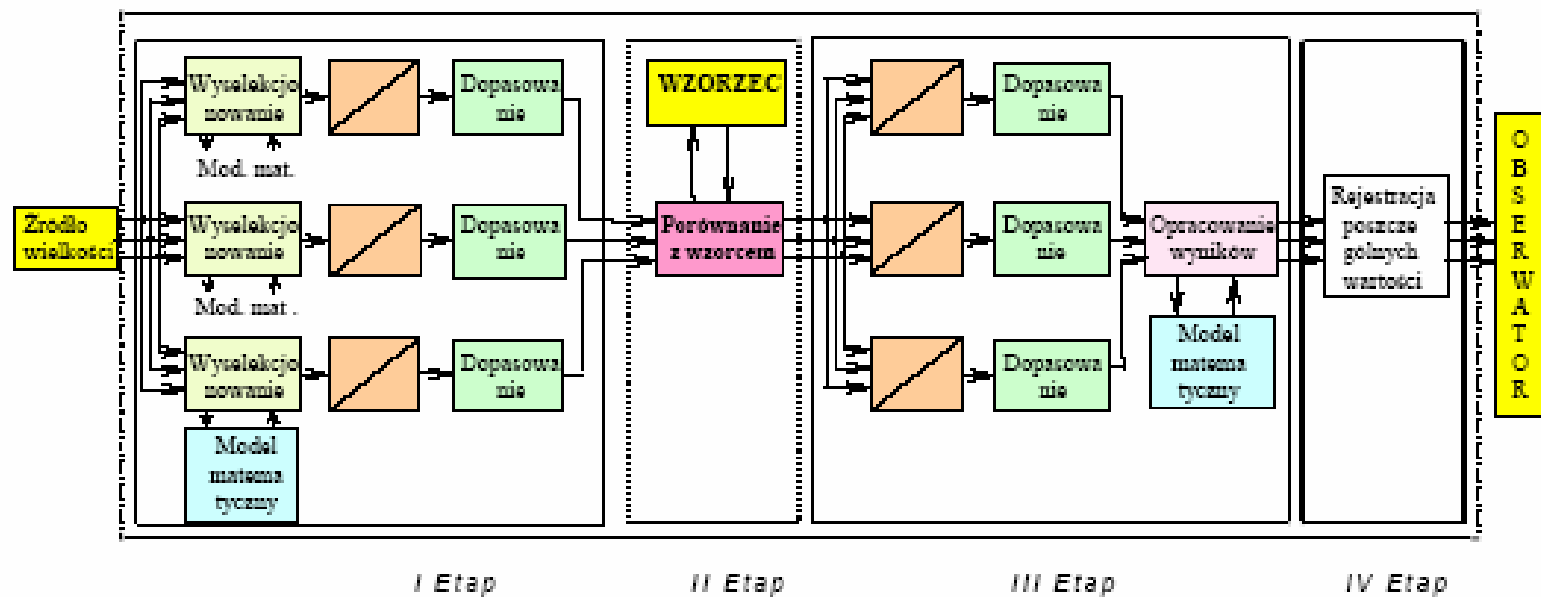 Wyselekcjo
nowanie
Dopasowa
nie
Mod. mat.
Źródło
wielkości
Wyselekcjo
nowanie
Dopasowa
nie
Mod. mat .
Wyselekcjo
nowanie
Dopasowa
nie
Model
matema
tyczny
WZORZEC
Porównanie
z wzorcem
Dopasowa
nie
Dopasowa
nie
Dopasowa
nie
Opracowanie
wyników
Model
matema
tyczny
Rejestracja
poszcze
gólnych
wartości
O
B
S
E
R
W
A
T
O
R
I Etap
II Etap
III Etap
IV Etap